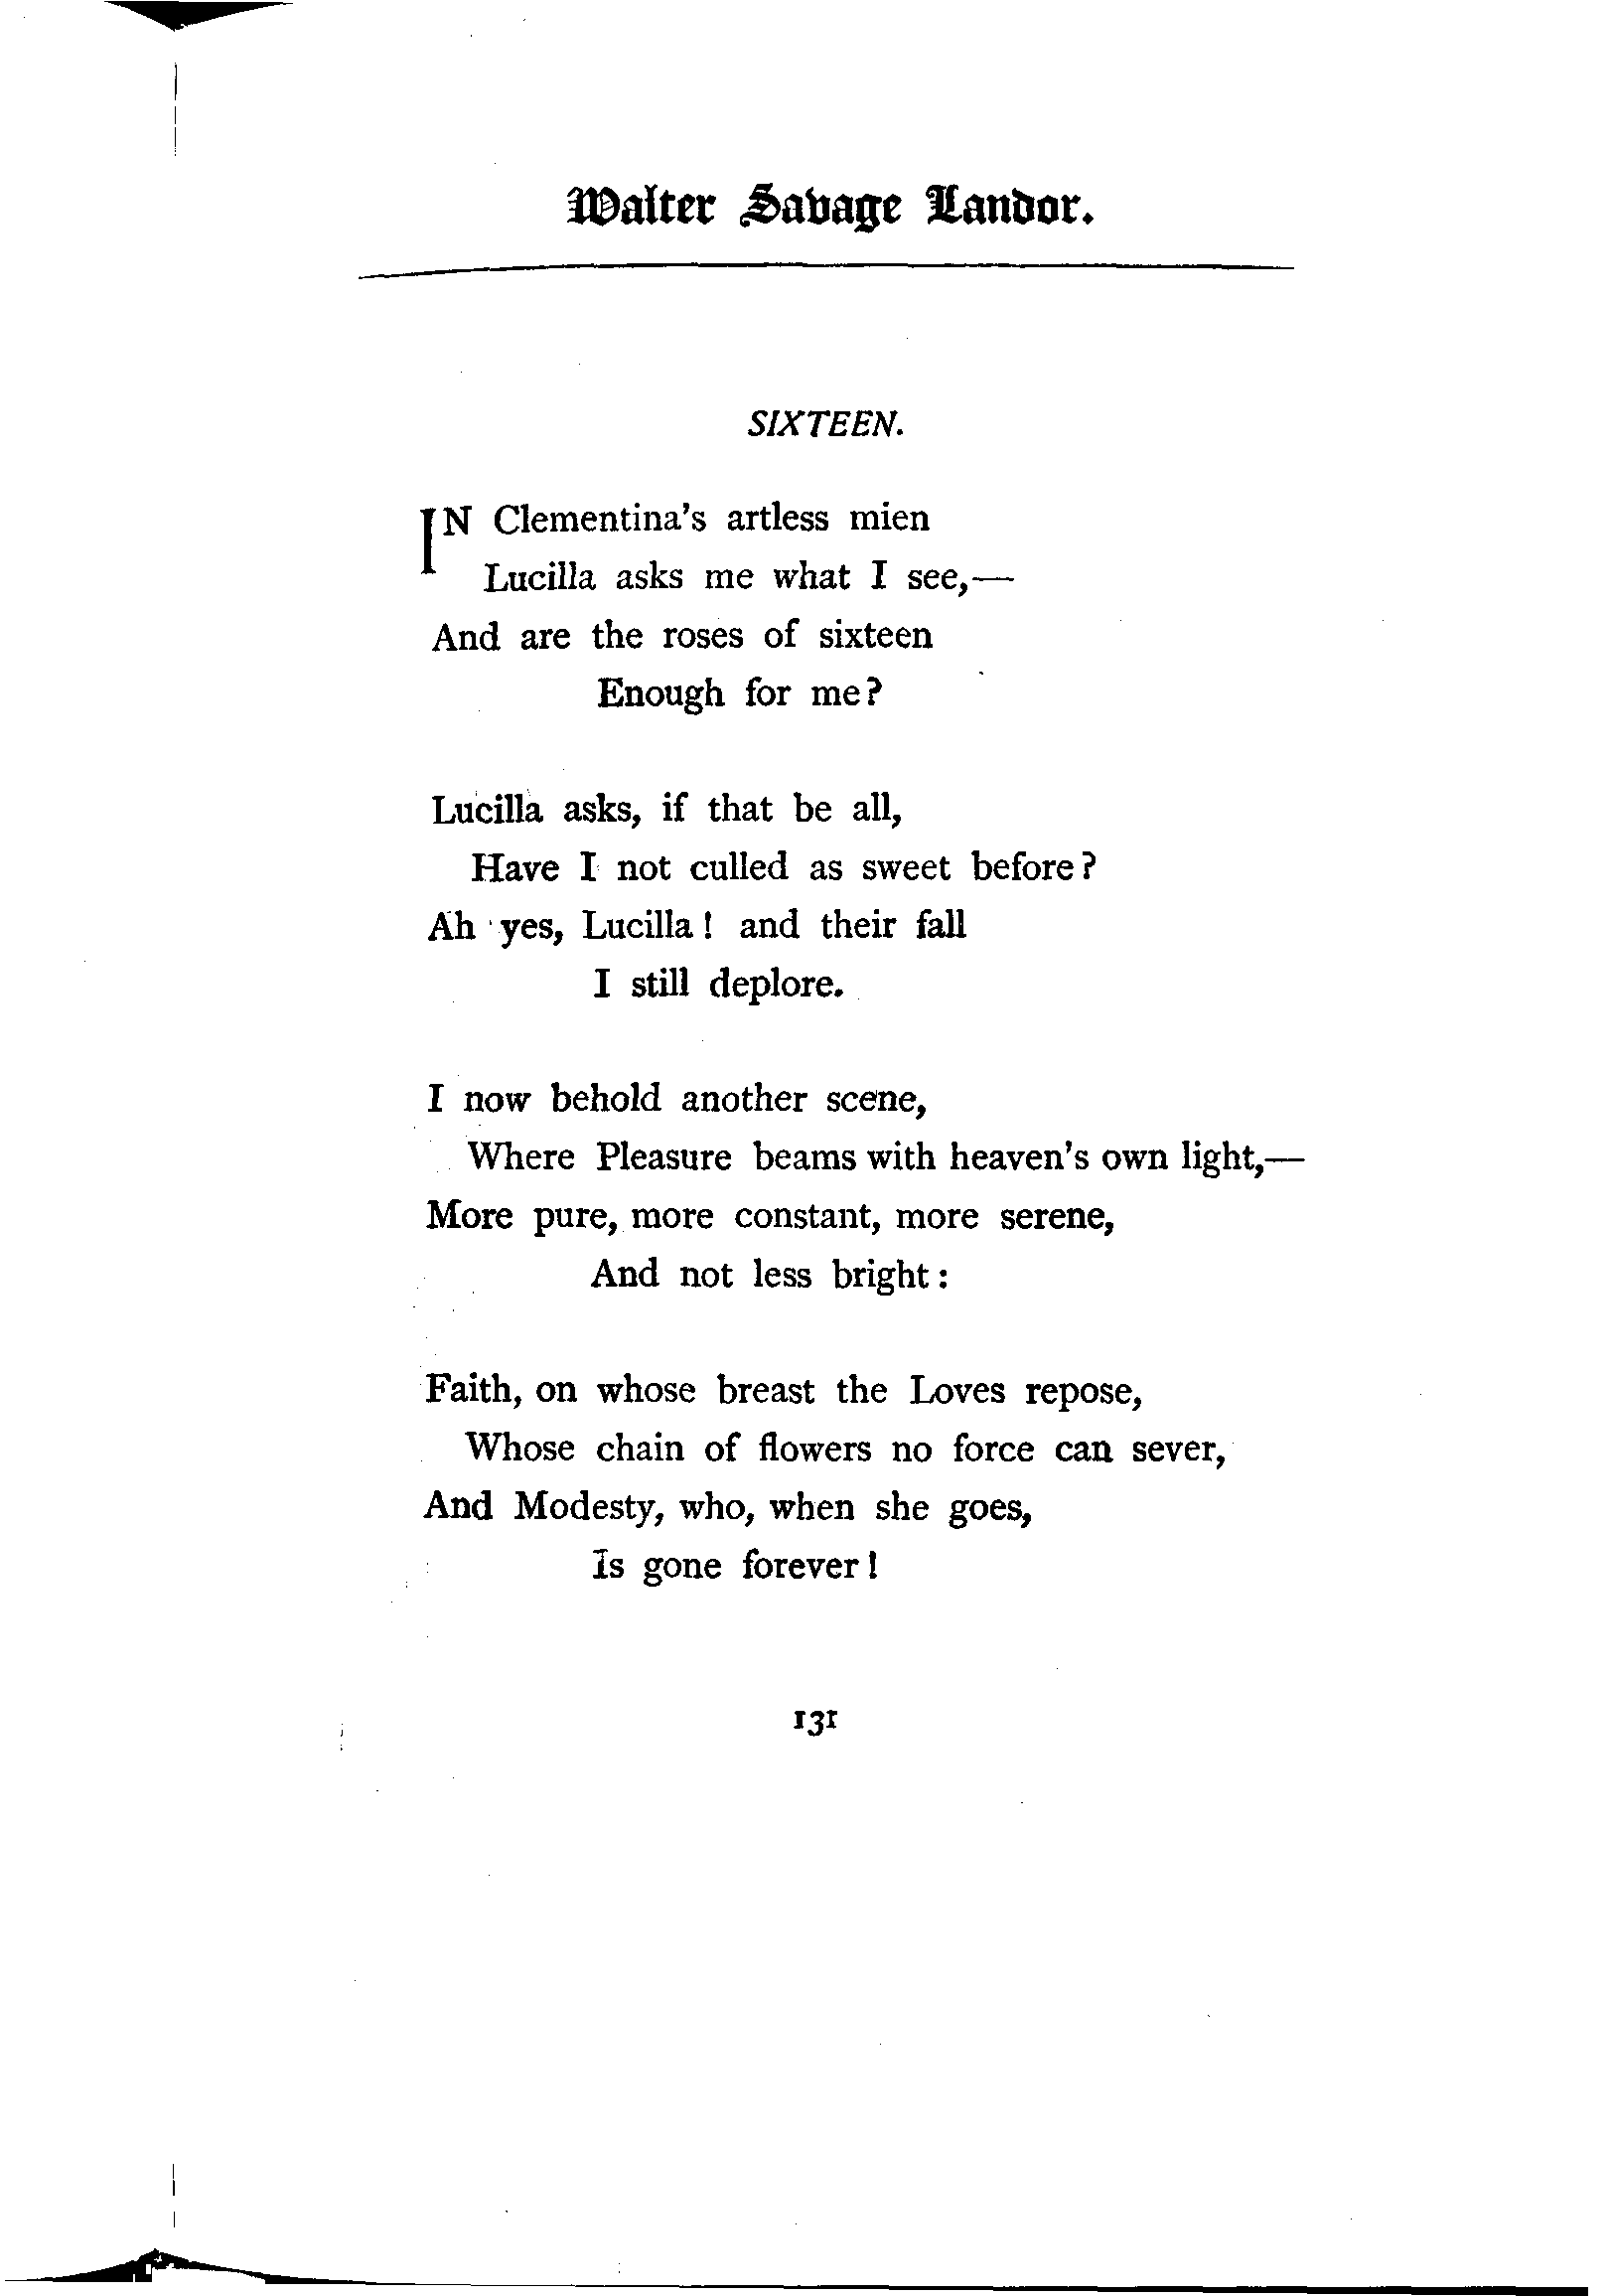 Walter Savage Landor.
SIXTEEN.
IN Clementina's artless mien
Lucilla asks me what I see,—
And are the roses of sixteen
Enough for me?
Lucilla asks, if that be all,
Have I not culled as sweet before?
Ah yes, Lucilla! and their fall
I still deplore.
I now behold another scene,
Where Pleasure beams with heaven's own light,—
More pure, more constant, more serene,
And not less bright:
Faith, on whose breast the Loves repose,
Whose chain of flowers no force can sever,
And Modesty, who, when she goes,
Is gone forever!
131